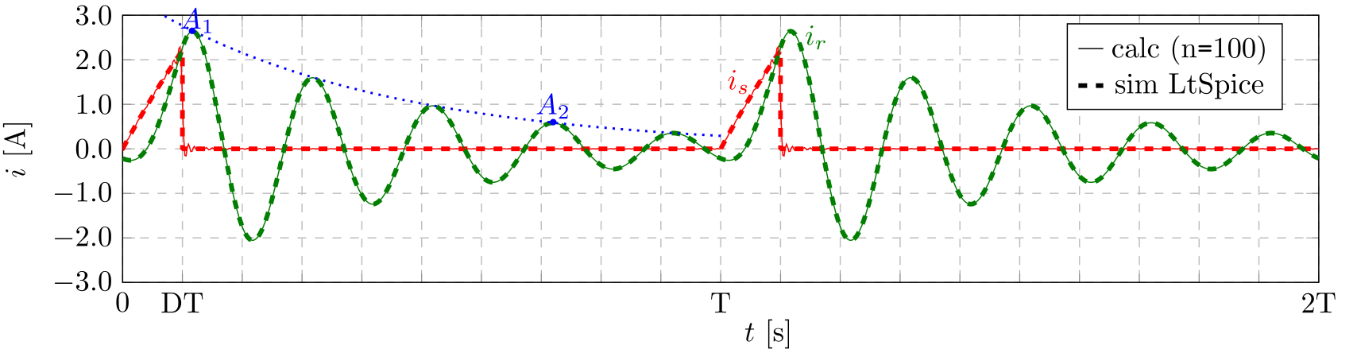 3.0
2.0
1.0
0.0
−1.0
−2.0
−3.0
i [A]
A1
A2
is
ir
calc (n=100)
sim LtSpice
0 DT T 2T
t [s]